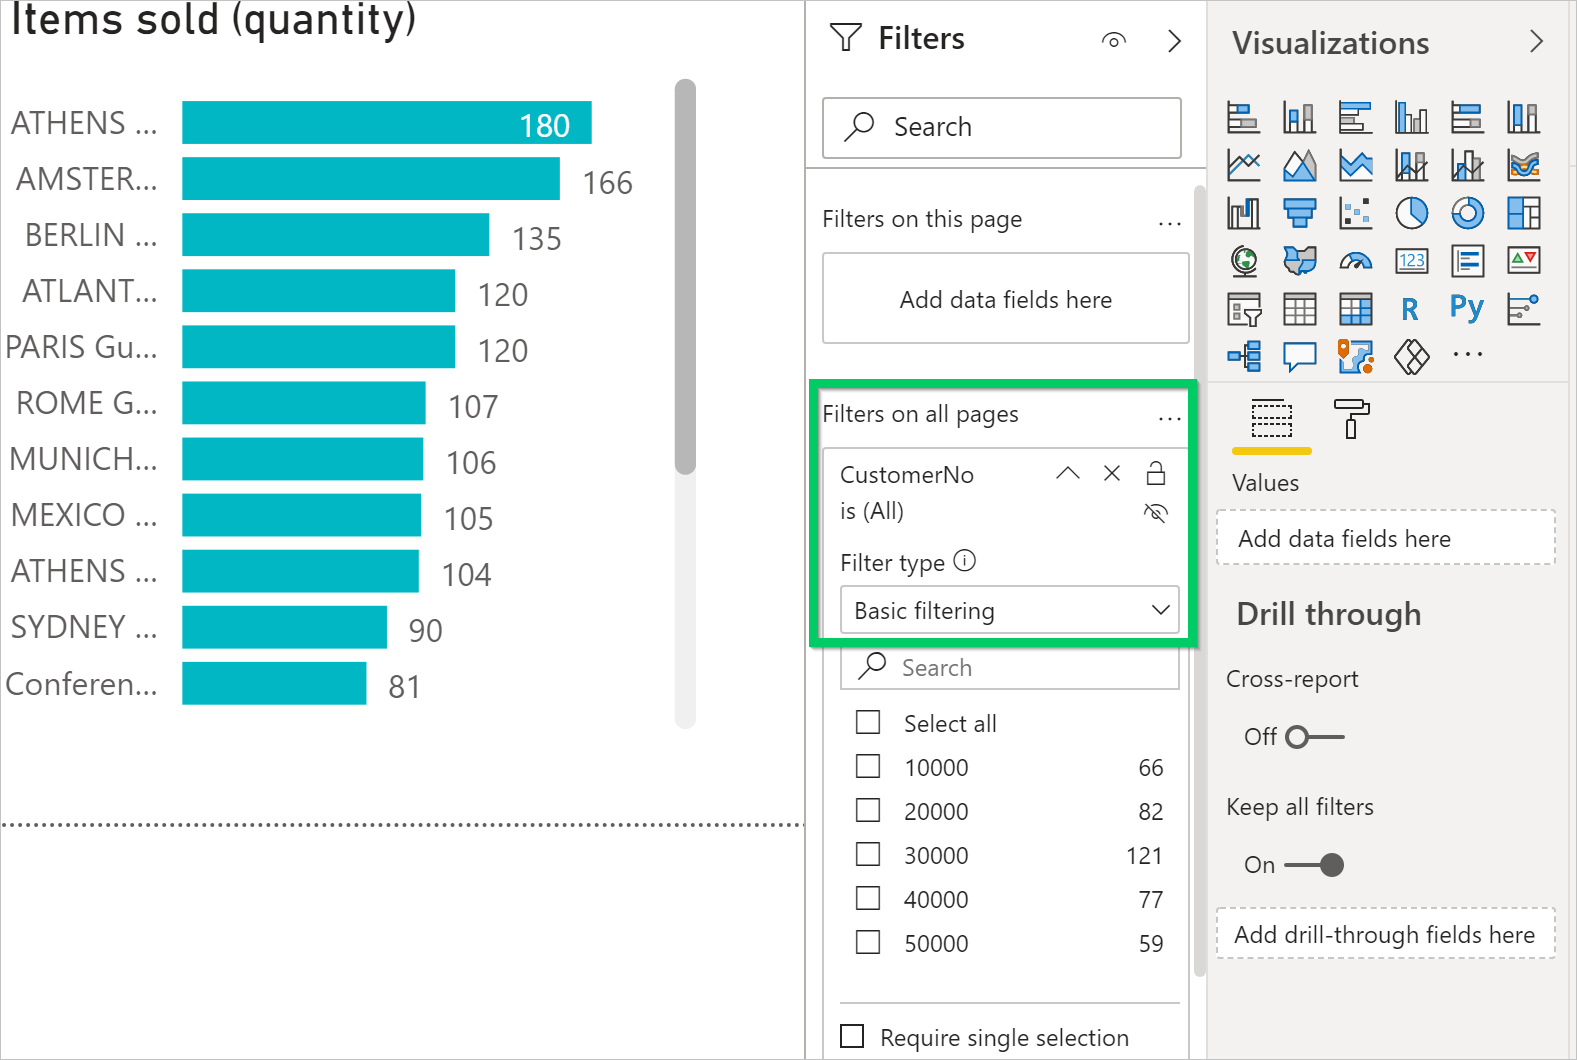 Items sold (quantity)
ATHENS ... 180
AMSTER... 166
BERLIN ... 135
ATLANT... 120
PARIS Gu... 120
ROME G... 107
MUNICH... 106
MEXICO ... 105
ATHENS ... 104
SYDNEY ... 90
Conferen... 81
Filters
Search
Filters on this page ...
Add data fields here
Filters on all pages ...
CustomerNo
is (All)
Filter type
Basic filtering
Search
Select all
10000 66
20000 82
30000 121
40000 77
50000 59
Require single selection
Visualizations
123
R
Py
...
Values
Add data fields here
Drill through
Cross-report
Off
Keep all filters
On
Add drill-through fields here